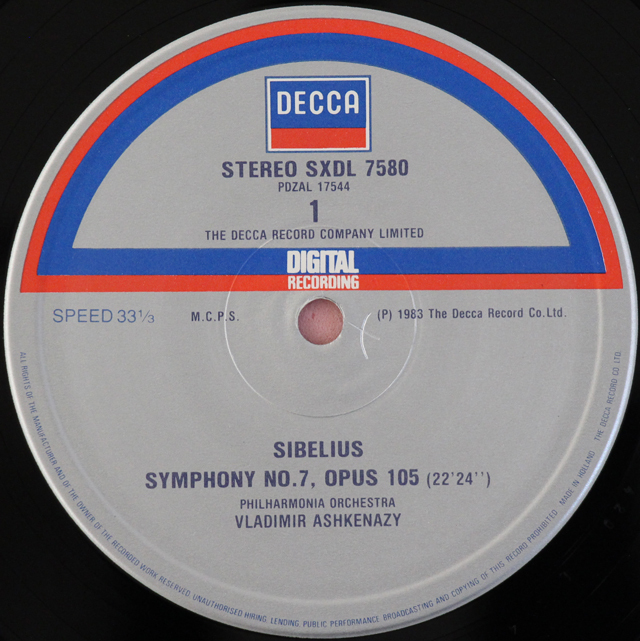 DECCA
STEREO SXDL 7580
PDZAL 17544
1
THE DECCA RECORD COMPANY LIMITED
DIGITAL
RECORDING
SPEED 33 1/3
M.C.P.S.
(P) 1983 The Decca Record Co.Ltd.
SIBELIUS
SYMPHONY NO.7, OPUS 105 (22'24'')
PHILHARMONIA ORCHESTRA
VLADIMIR ASHKENAZY
ALL RIGHTS OF THE MANUFACTURER AND OF THE OWNER OF THE RECORDED WORK RESERVED. UNAUTHORISED HIRING, LENDING, PUBLIC PERFORMANCE, BROADCASTING AND COPYING OF THIS RECORD PROHIBITED. MADE IN HOLLAND THE DECCA RECORD CO LTD.